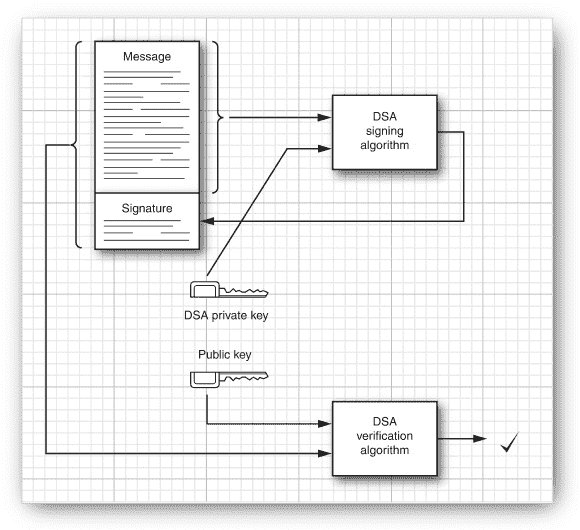 Message
DSA
signing
algorithm
Signature
DSA private key
Public key
DSA
verification
algorithm